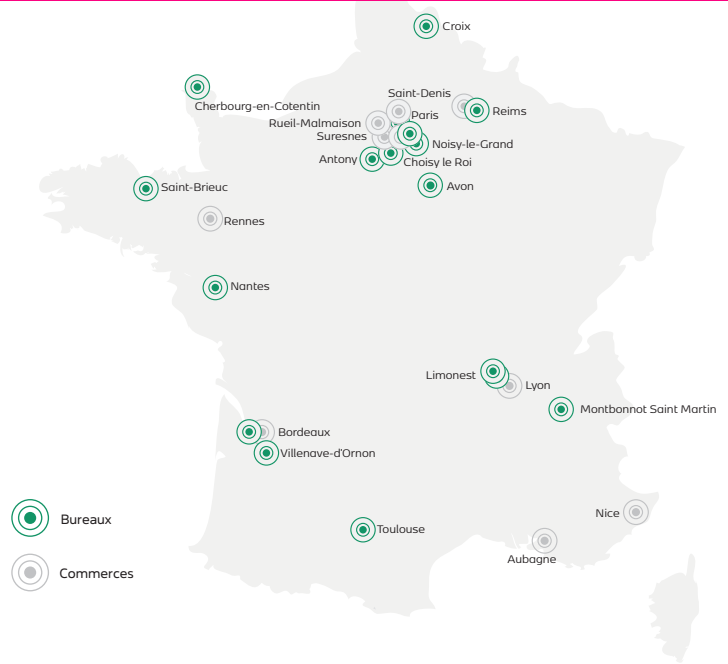 Croix
Saint-Denis
Cherbourg-en-Cotentin
Reims
Paris
Rueil-Malmaison
Suresnes
Noisy-le-Grand
Antony
Choisy le Roi
Saint-Brieuc
Avon
Rennes
Nantes
Limonest
Lyon
Montbonnot Saint Martin
Bordeaux
Villenave-d'Ornon
Nice
Bureaux
Toulouse
Aubagne
Commerces